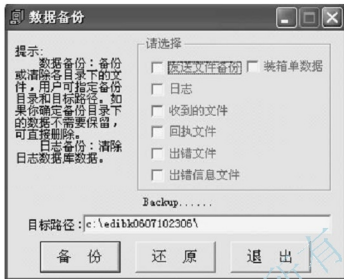 数据备份
提示:
数据备份：备份
或清除各目录下的文
件，用户可指定备份
目录和目标路径。如
果你确定备份目录下
的数据不需要保留，
可直接删除。
日志备份：清除
日志数据库数据。
请选择
发送文件备份 装箱单数据
日志
收到的文件
回执文件
出错文件
出错信息文件
Backup......
目标路径：c:\edibk0607102306\
备 份 还 原 退 出